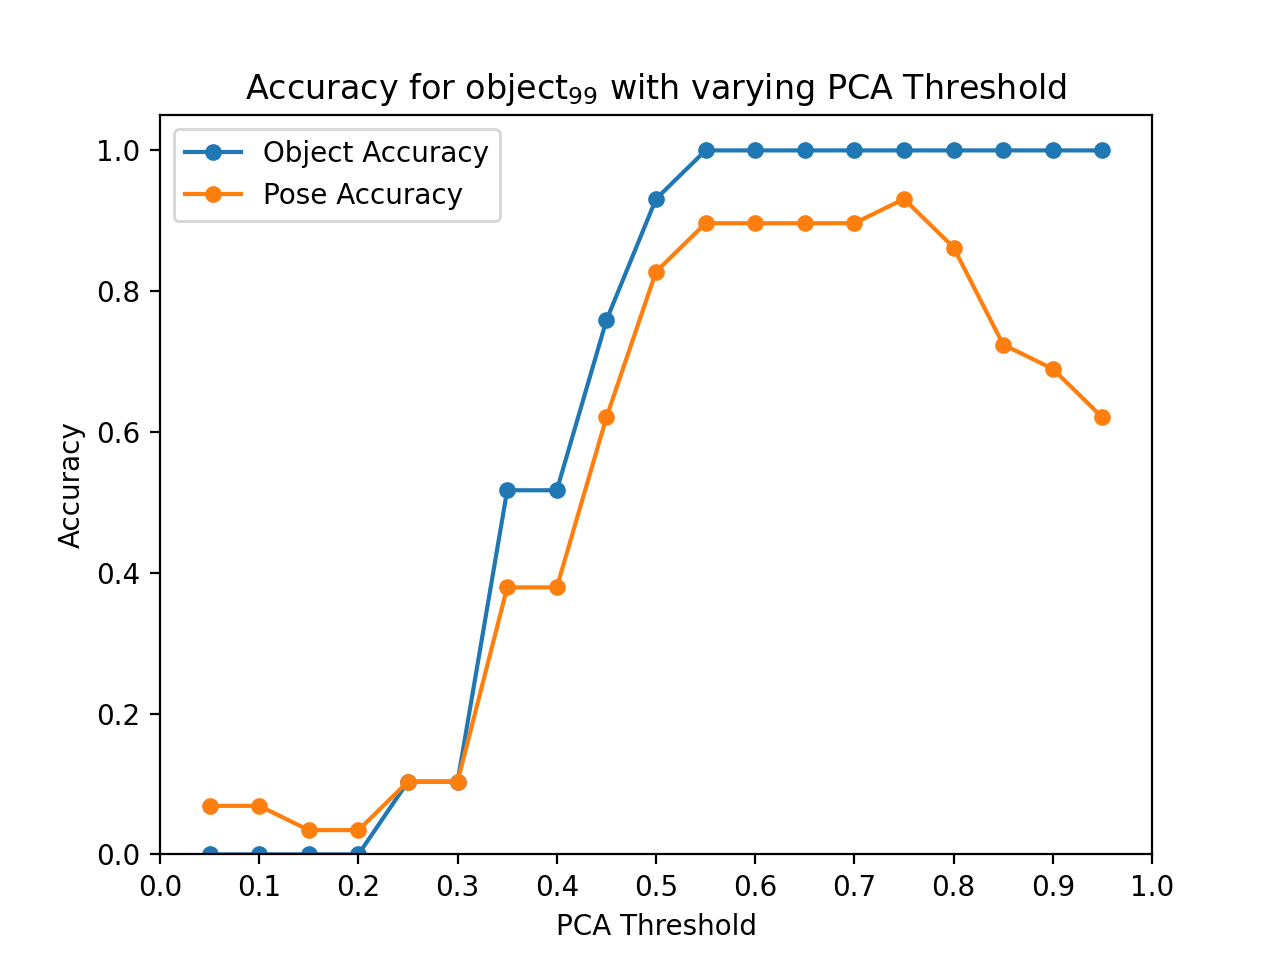 Accuracy for object₉₉ with varying PCA Threshold
Object Accuracy
Pose Accuracy
1.0
0.8
0.6
0.4
0.2
0.0
Accuracy
0.0 0.1 0.2 0.3 0.4 0.5 0.6 0.7 0.8 0.9 1.0
PCA Threshold